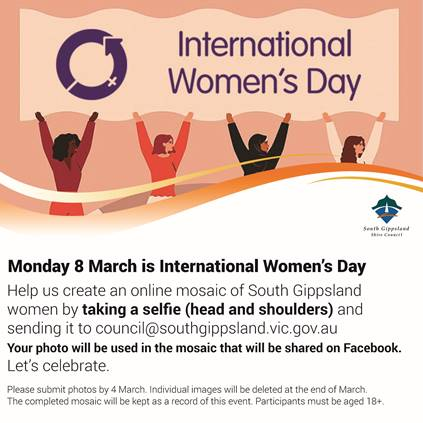 International
Women's Day
South Gippsland
Shire Council
Monday 8 March is International Women's Day
Help us create an online mosaic of South Gippsland
women by taking a selfie (head and shoulders) and
sending it to council@southgippsland.vic.gov.au
Your photo will be used in the mosaic that will be shared on Facebook.
Let's celebrate.
Please submit photos by 4 March. Individual images will be deleted at the end of March.
The completed mosaic will be kept as a record of this event. Participants must be aged 18+.